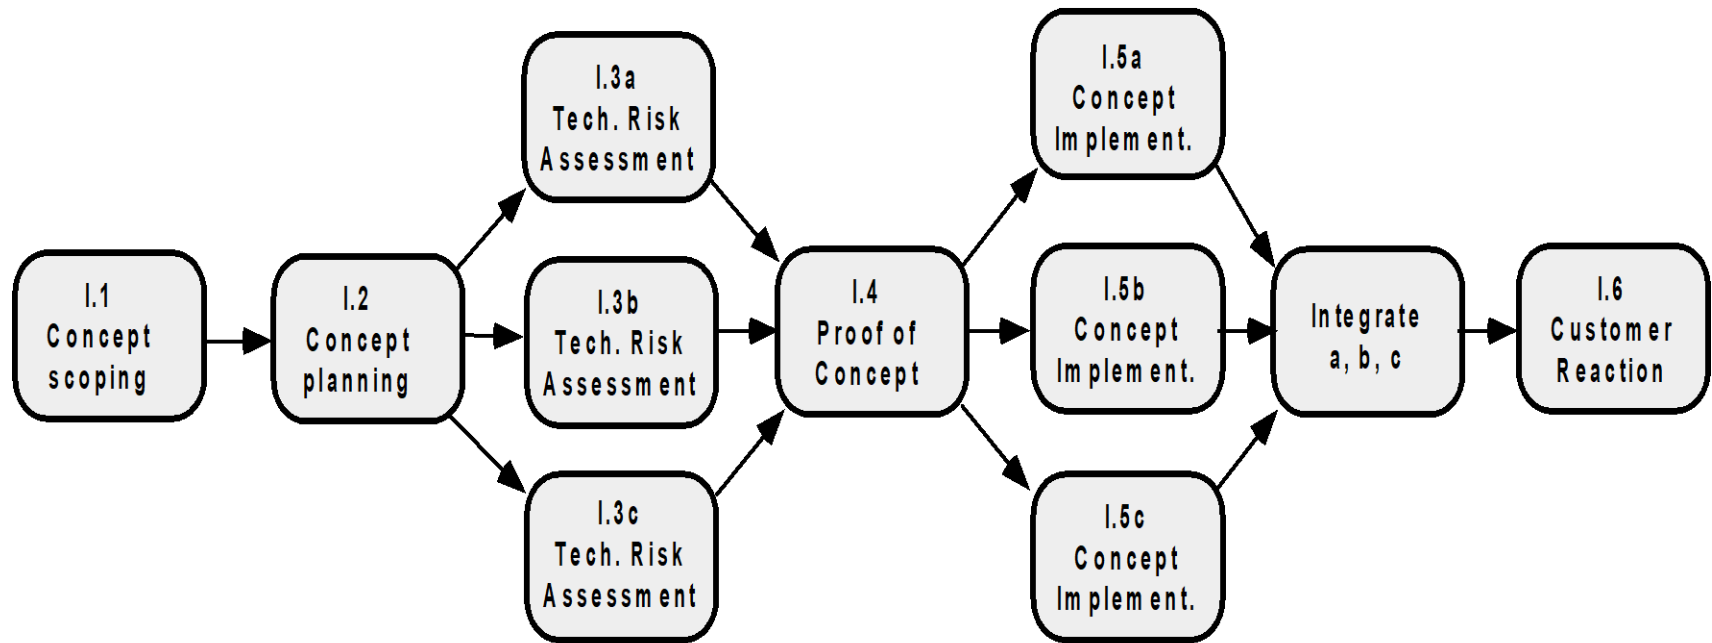 I.1
Concept
scoping
I.2
Concept
planning
I.3a
Tech. Risk
Assessment
I.3b
Tech. Risk
Assessment
I.3c
Tech. Risk
Assessment
I.4
Proof of
Concept
I.5a
Concept
Implement.
I.5b
Concept
Implement.
I.5c
Concept
Implement.
Integrate
a, b, c
I.6
Customer
Reaction